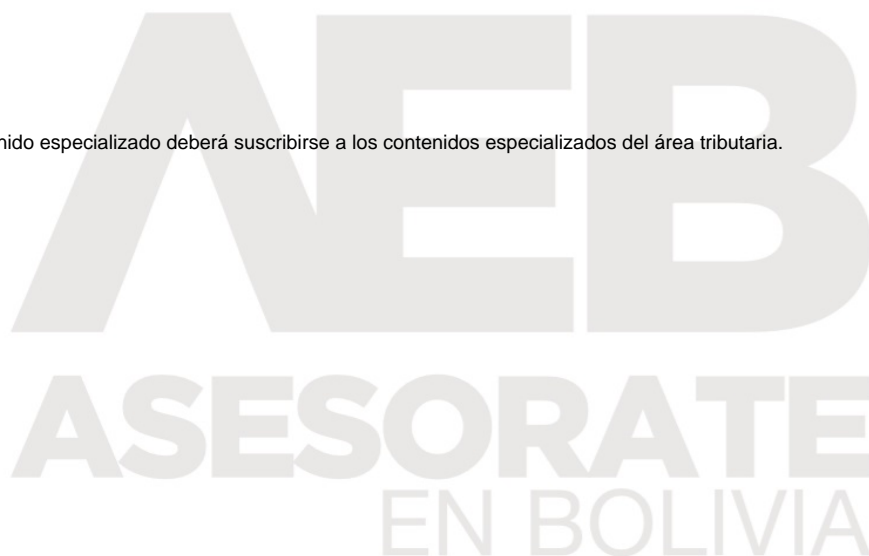 nido especializado deberá suscribirse a los contenidos especializados del área tributaria.
AEB
ASESORATE
EN BOLIVIA